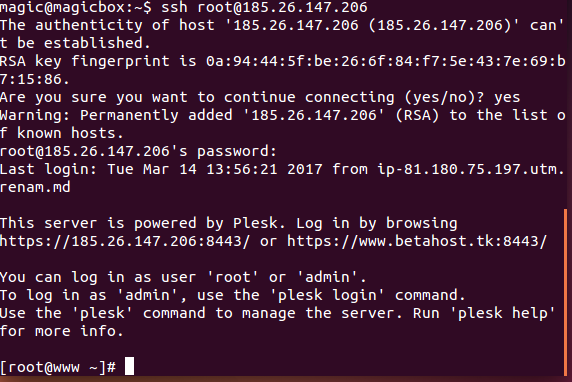 magic@magicbox:~$ ssh root@185.26.147.206
The authenticity of host '185.26.147.206 (185.26.147.206)' can'
t be established.
RSA key fingerprint is 0a:94:44:5f:be:26:6f:84:f7:5e:43:7e:69:b
7:15:86.
Are you sure you want to continue connecting (yes/no)? yes
Warning: Permanently added '185.26.147.206' (RSA) to the list o
f known hosts.
root@185.26.147.206's password:
Last login: Tue Mar 14 13:56:21 2017 from ip-81.180.75.197.utm.
renam.md
This server is powered by Plesk. Log in by browsing
https://185.26.147.206:8443/ or https://www.betahost.tk:8443/
You can log in as user 'root' or 'admin'.
To log in as 'admin', use the 'plesk login' command.
Use the 'plesk' command to manage the server. Run 'plesk help'
for more info.
[root@www ~]#